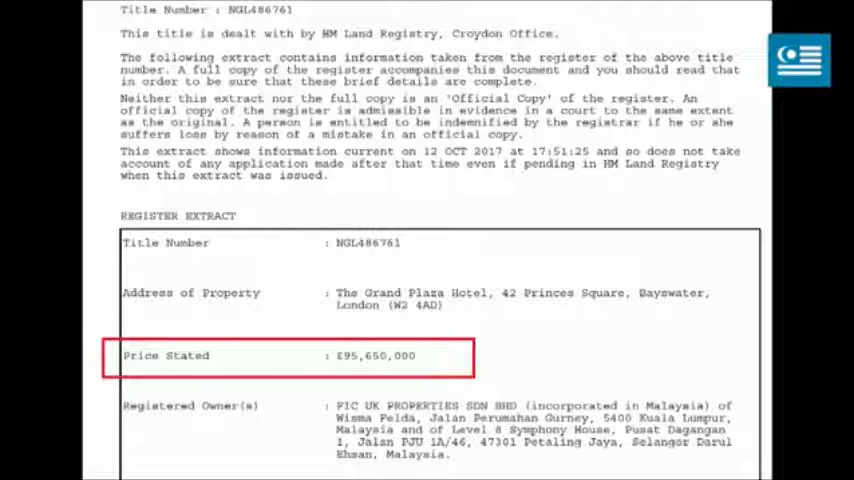 Title Number : NGL486761
This title is dealt with by HM Land Registry, Croydon Office.
The following extract contains information taken from the register of the above title
number. A full copy of the register accompanies this document and you should read that
in order to be sure that these brief details are complete.
Neither this extract nor the full copy is an 'Official Copy' of the register. An
official copy of the register is admissible in evidence in a court to the same extent
as the original. A person is entitled to be indemnified by the registrar if he or she
suffers loss by reason of a mistake in an official copy.
This extract shows information current on 12 OCT 2017 at 17:51:25 and so does not take
account of any application made after that time even if pending in HM Land Registry
when this extract was issued.
REGISTER EXTRACT
Title Number : NGL486761
Address of Property : The Grand Plaza Hotel, 42 Princes Square, Bayswater,
London (W2 4AD)
Price Stated : £95,650,000
Registered Owner(s) : FIC UK PROPERTIES SDN BHD (incorporated in Malaysia) of
Wisma Felda, Jalan Perumahan Gurney, 5400 Kuala Lumpur,
Malaysia and of Level 8 Symphony House, Pusat Dagangan
1, Jalan PJU 1A/46, 47301 Petaling Jaya, Selangor Darul
Ehsan, Malaysia.